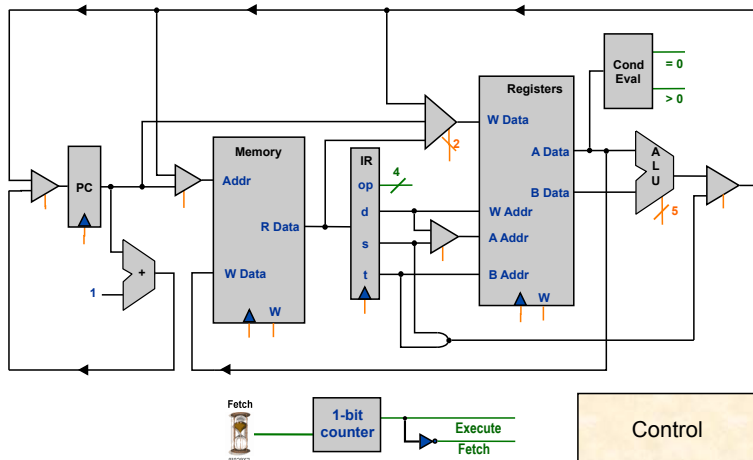 Registers
Cond
Eval
= 0
> 0
W Data
2
Memory
IR
A Data
A
L
U
PC
Addr
op
4
B Data
R Data
d
W Addr
5
s
A Addr
+
W Data
t
B Addr
1
W
W
Fetch
1-bit
counter
Execute
Fetch
Control